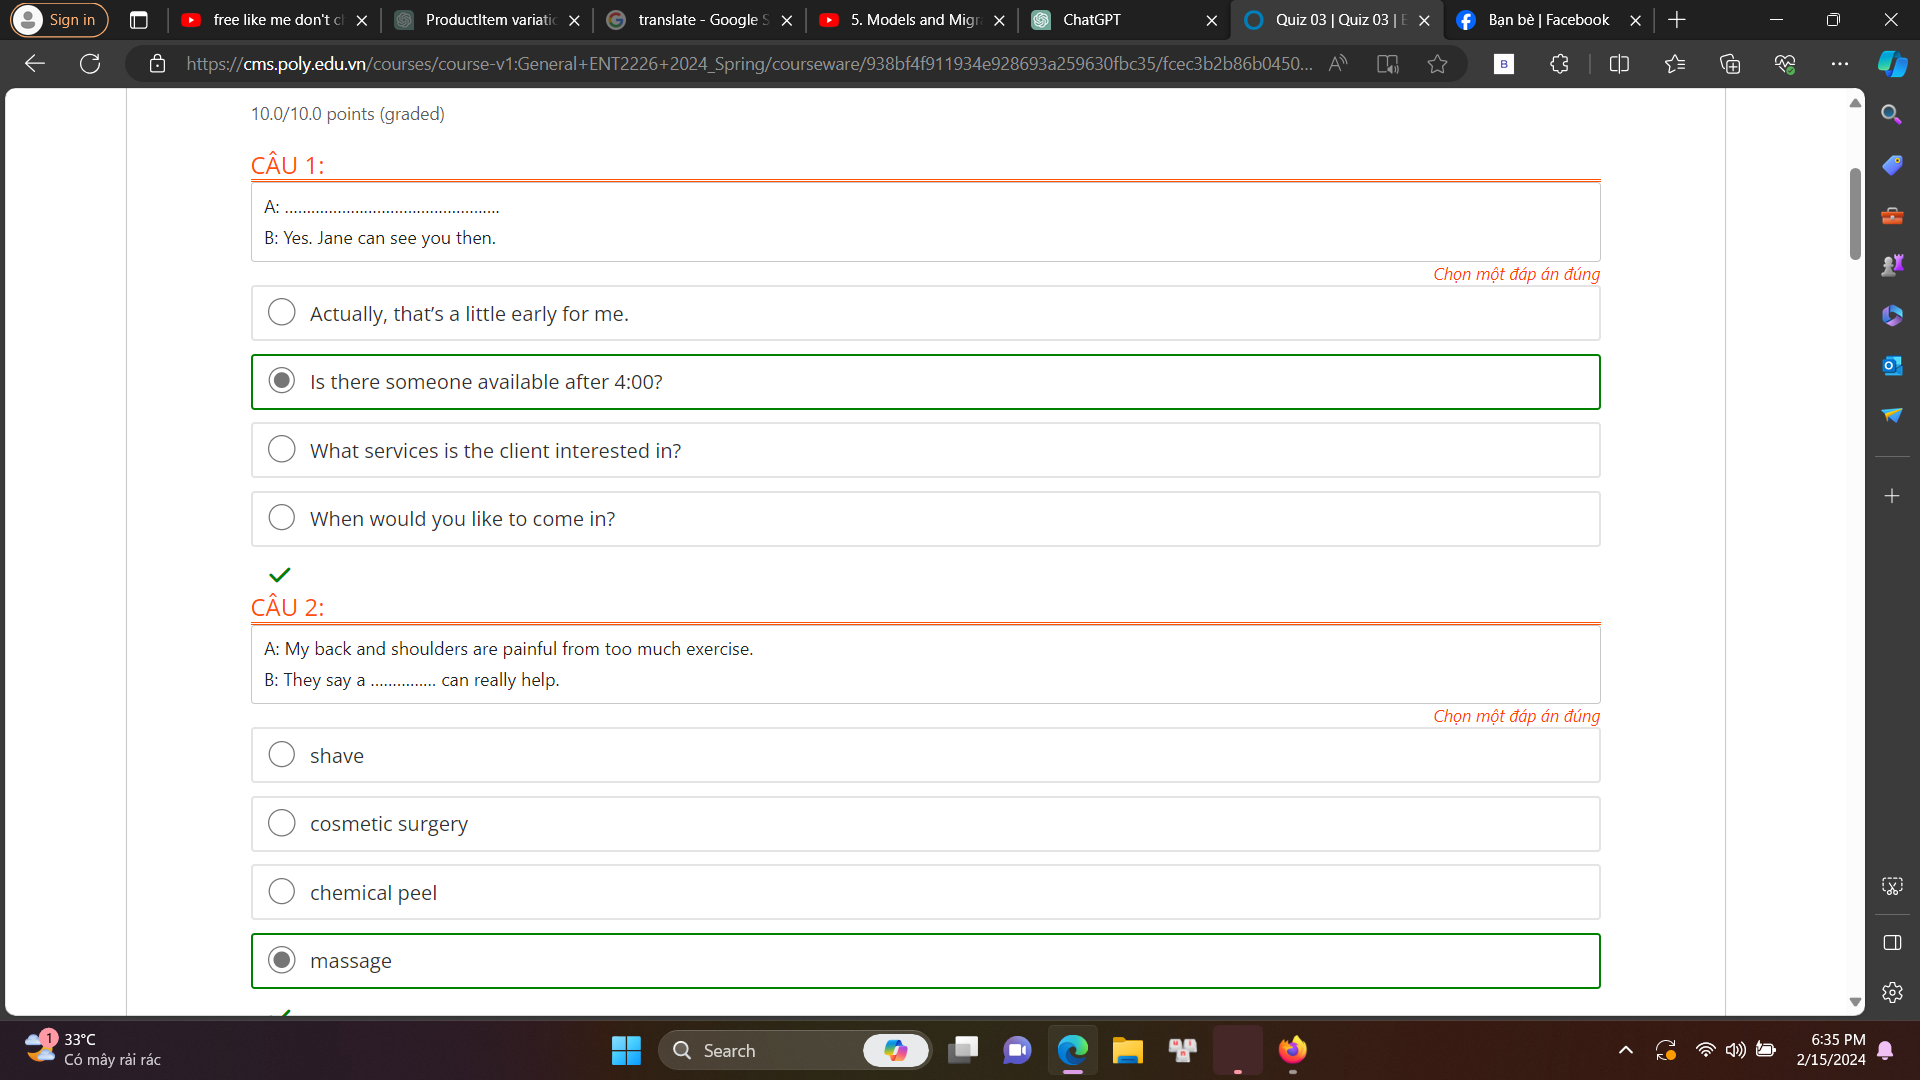 Sign in
free like me don't c
ProductItem variatio
translate - Google S
5. Models and Migra
ChatGPT
Quiz 03 | Quiz 03 | E
Bạn bè | Facebook
https://cms.poly.edu.vn/courses/course-v1:General+ENT2226+2024_Spring/courseware/938bf4f911934e928693a259630fbc35/fcec3b2b86b0450...
B
10.0/10.0 points (graded)
CÂU 1:
A: .................................................
B: Yes. Jane can see you then.
Chọn một đáp án đúng
Actually, that’s a little early for me.
Is there someone available after 4:00?
What services is the client interested in?
When would you like to come in?
CÂU 2:
A: My back and shoulders are painful from too much exercise.
B: They say a ............... can really help.
Chọn một đáp án đúng
shave
cosmetic surgery
chemical peel
massage
1
33°C
Có mây rải rác
Search
6:35 PM
2/15/2024